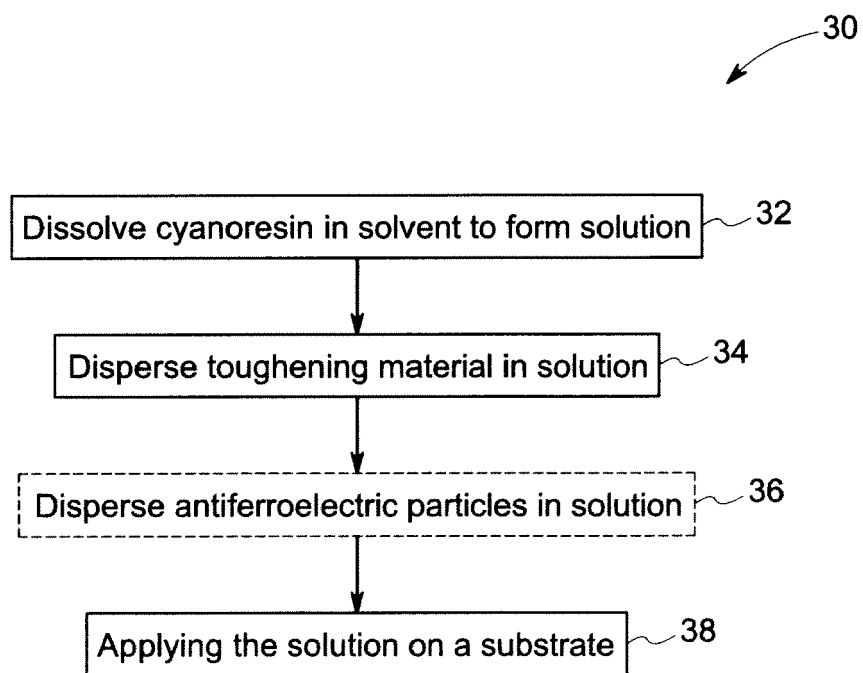 30
Dissolve cyanoresin in solvent to form solution
32
Disperse toughening material in solution
34
Disperse antiferroelectric particles in solution
36
Applying the solution on a substrate
38